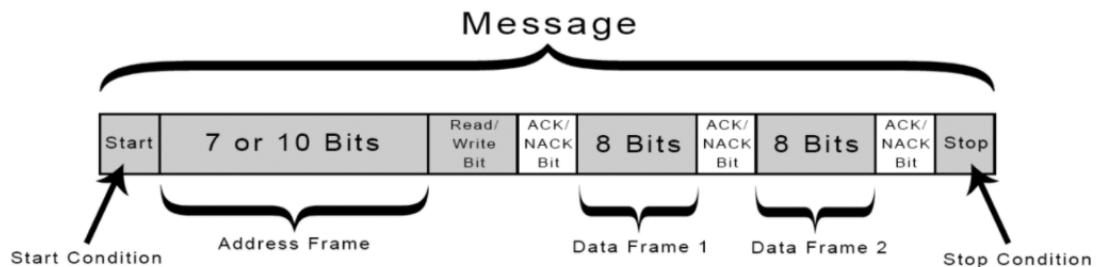 Message
Start
7 or 10 Bits
Read/
Write
Bit
ACK/
NACK
Bit
8 Bits
ACK/
NACK
Bit
8 Bits
ACK/
NACK
Bit
Stop
Address Frame
Data Frame 1
Data Frame 2
Start Condition
Stop Condition